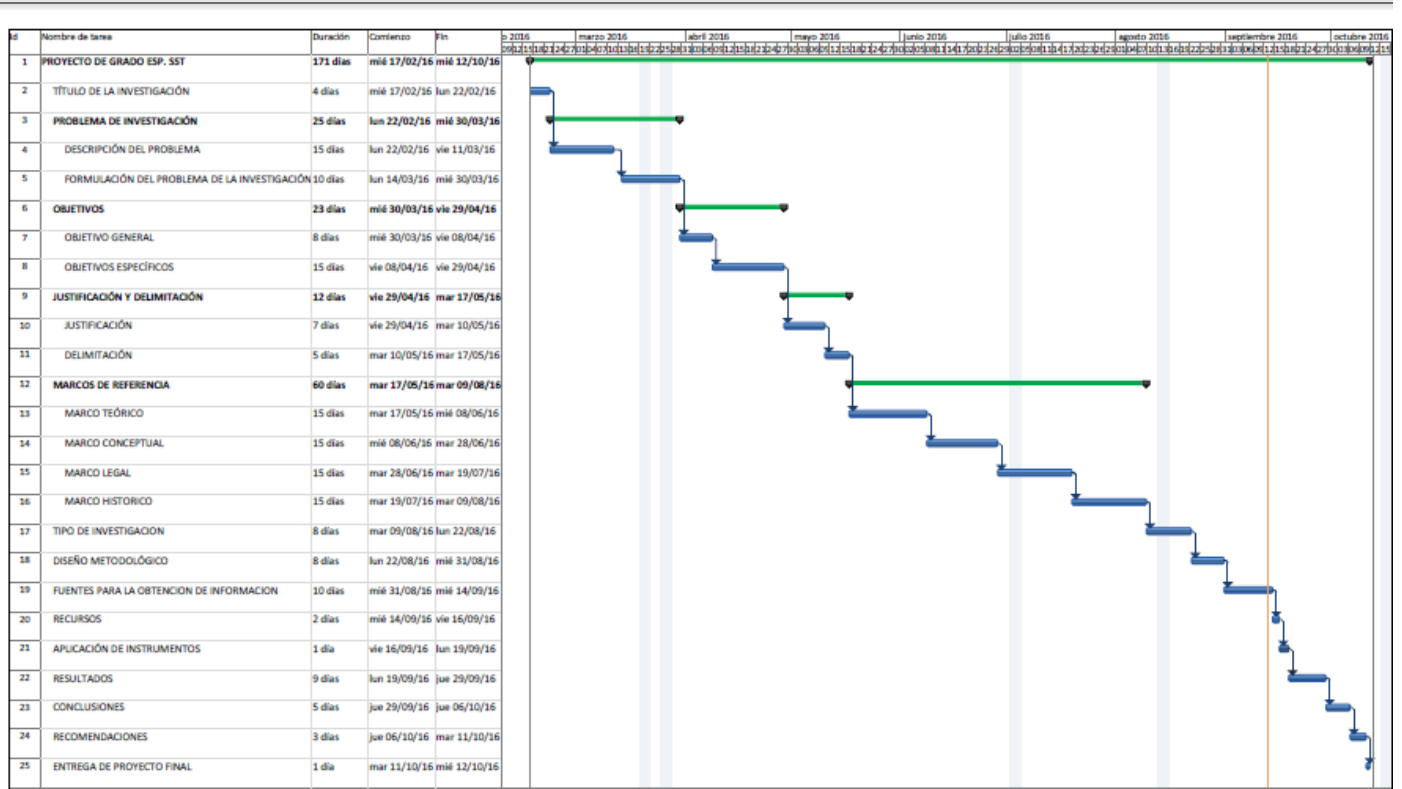 Id Nombre de tarea Duración Comienzo Fin o 2016 marzo 2016 abril 2016 mayo 2016 junio 2016 julio 2016 agosto 2016 septiembre 2016 octubre 2016
1 PROYECTO DE GRADO ESP. SST 171 días mié 17/02/16 mié 12/10/16
2 TÍTULO DE LA INVESTIGACIÓN 4 días mié 17/02/16 lun 22/02/16
3 PROBLEMA DE INVESTIGACIÓN 25 días lun 22/02/16 mié 30/03/16
4 DESCRIPCIÓN DEL PROBLEMA 15 días lun 22/02/16 vie 11/03/16
5 FORMULACIÓN DEL PROBLEMA DE LA INVESTIGACIÓN 10 días lun 14/03/16 mié 30/03/16
6 OBJETIVOS 23 días mié 30/03/16 vie 29/04/16
7 OBJETIVO GENERAL 8 días mié 30/03/16 vie 08/04/16
8 OBJETIVOS ESPECÍFICOS 15 días vie 08/04/16 vie 29/04/16
9 JUSTIFICACIÓN Y DELIMITACIÓN 12 días vie 29/04/16 mar 17/05/16
10 JUSTIFICACIÓN 7 días vie 29/04/16 mar 10/05/16
11 DELIMITACIÓN 5 días mar 10/05/16 mar 17/05/16
12 MARCOS DE REFERENCIA 60 días mar 17/05/16 mar 09/08/16
13 MARCO TEÓRICO 15 días mar 17/05/16 mié 08/06/16
14 MARCO CONCEPTUAL 15 días mié 08/06/16 mar 28/06/16
15 MARCO LEGAL 15 días mar 28/06/16 mar 19/07/16
16 MARCO HISTORICO 15 días mar 19/07/16 mar 09/08/16
17 TIPO DE INVESTIGACION 8 días mar 09/08/16 lun 22/08/16
18 DISEÑO METODOLÓGICO 8 días lun 22/08/16 mié 31/08/16
19 FUENTES PARA LA OBTENCION DE INFORMACION 10 días mié 31/08/16 mié 14/09/16
20 RECURSOS 2 días mié 14/09/16 vie 16/09/16
21 APLICACIÓN DE INSTRUMENTOS 1 día vie 16/09/16 lun 19/09/16
22 RESULTADOS 9 días lun 19/09/16 jue 29/09/16
23 CONCLUSIONES 5 días jue 29/09/16 jue 06/10/16
24 RECOMENDACIONES 3 días jue 06/10/16 mar 11/10/16
25 ENTREGA DE PROYECTO FINAL 1 día mar 11/10/16 mié 12/10/16